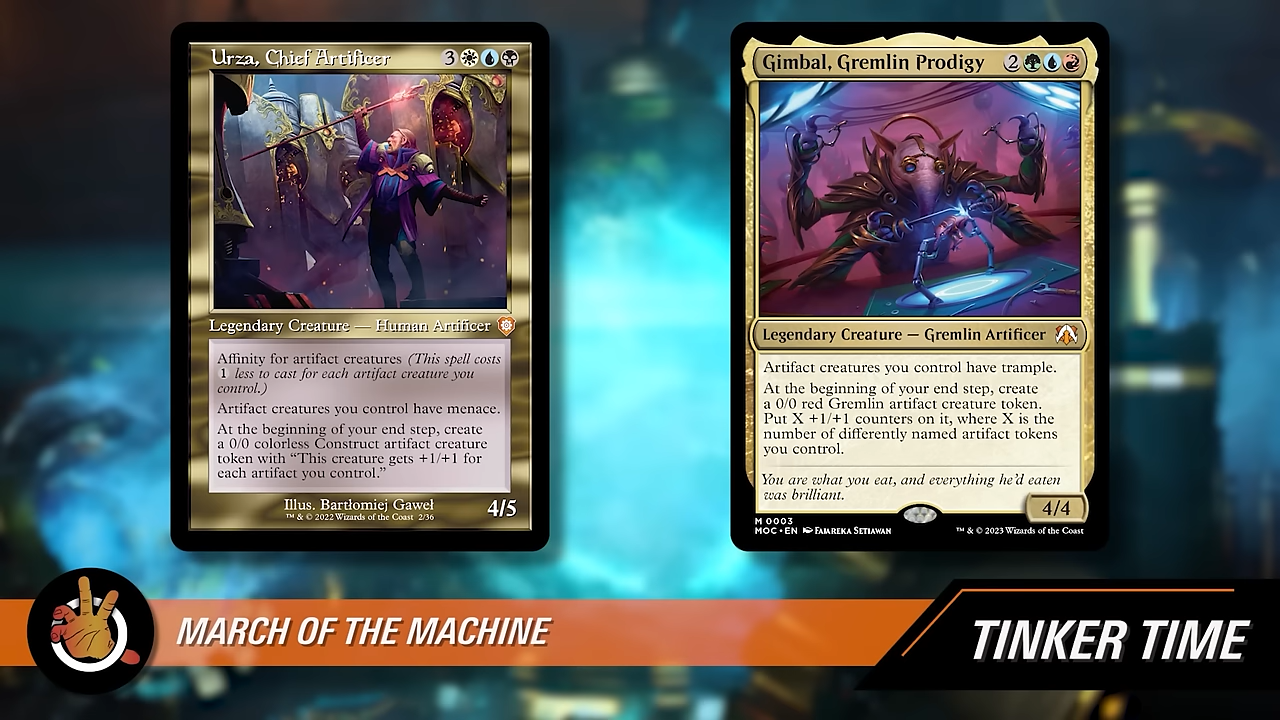 Urza, Chief Artificer 3
Legendary Creature — Human Artificer
Affinity for artifact creatures (This spell costs
1 less to cast for each artifact creature you
control.)
Artifact creatures you control have menace.
At the beginning of your end step, create
a 0/0 colorless Construct artifact creature
token with “This creature gets +1/+1 for
each artifact you control.”
Illus. Bartłomiej Gaweł
™ & © 2022 Wizards of the Coast 2/36
4/5
Gimbal, Gremlin Prodigy 2
Legendary Creature — Gremlin Artificer
Artifact creatures you control have trample.
At the beginning of your end step, create
a 0/0 red Gremlin artifact creature token.
Put X +1/+1 counters on it, where X is the
number of differently named artifact tokens
you control.
You are what you eat, and everything he’d eaten
was brilliant.
4/4
M 0003
MOC • EN Fajareka Setiawan
™ & © 2023 Wizards of the Coast
MARCH OF THE MACHINE
TINKER TIME